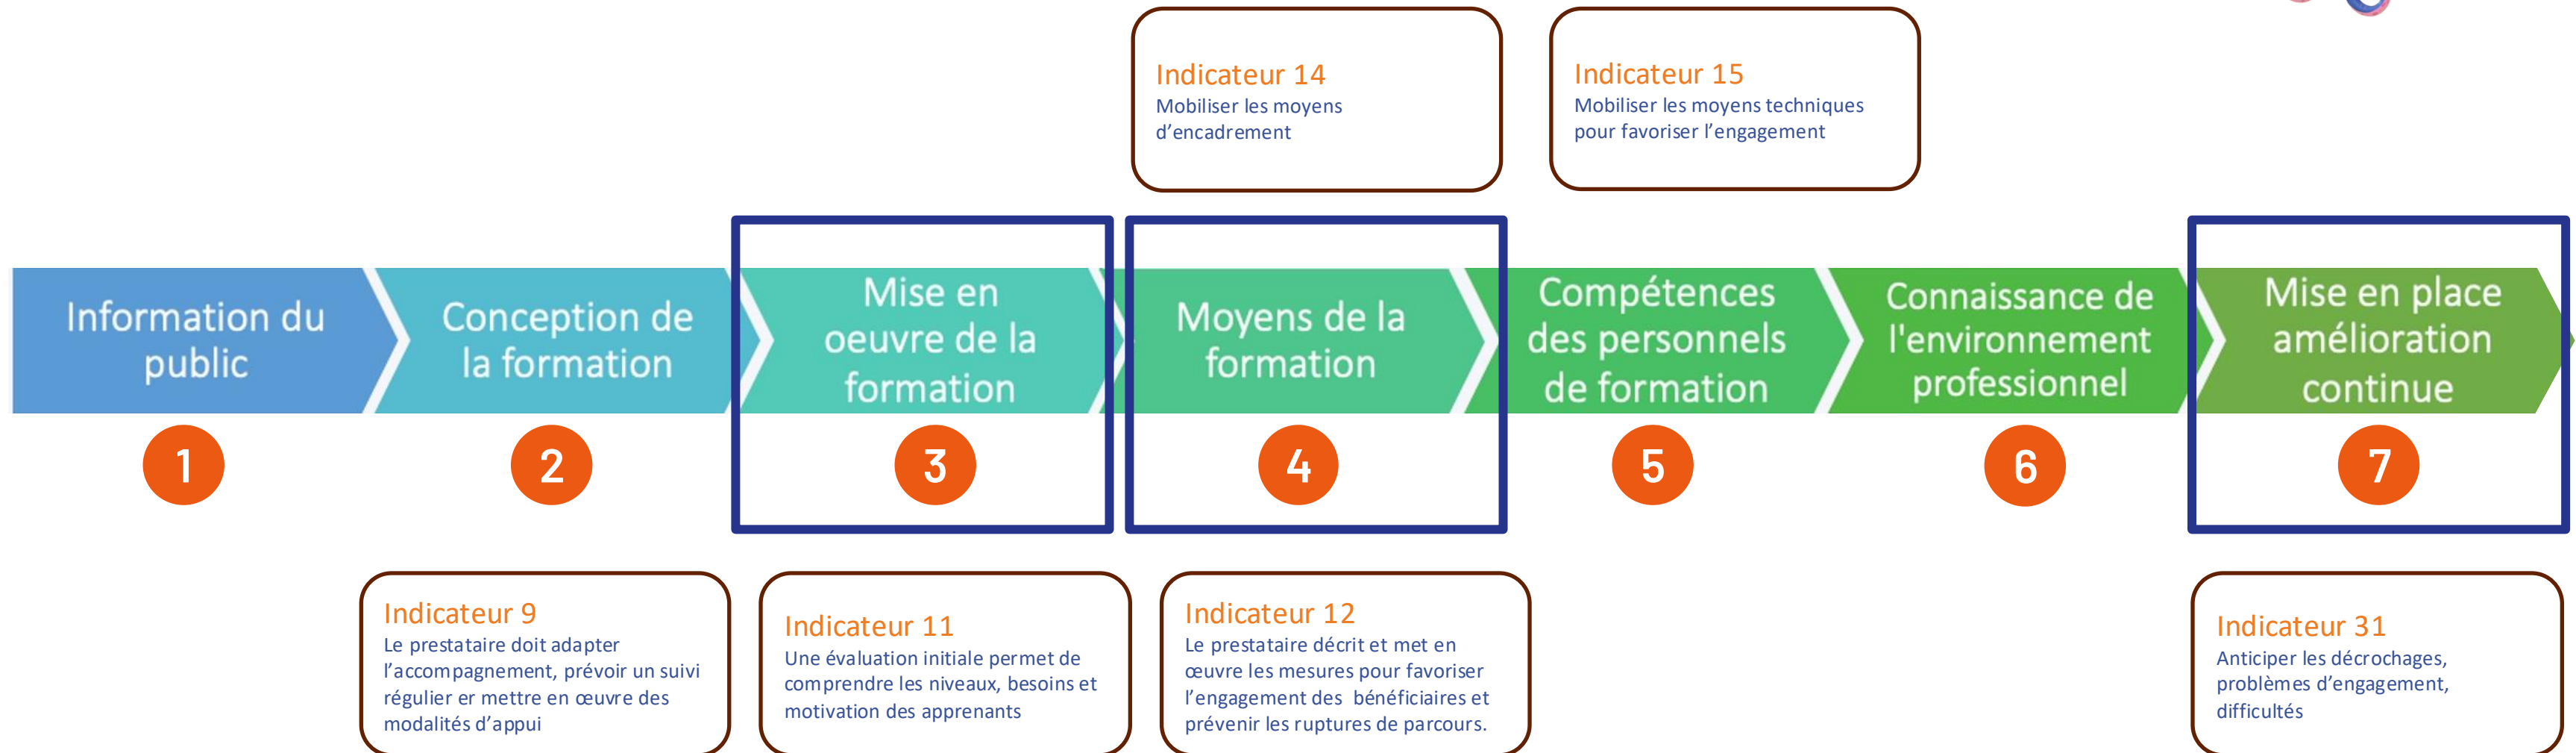 Indicateur 14
Mobiliser les moyens
d’encadrement
Indicateur 15
Mobiliser les moyens techniques
pour favoriser l’engagement
Information du
public
Conception de
la formation
Mise en
oeuvre de la
formation
Moyens de la
formation
Compétences
des personnels
de formation
Connaissance de
l'environnement
professionnel
Mise en place
amélioration
continue
1
2
3
4
5
6
7
Indicateur 9
Le prestataire doit adapter
l’accompagnement, prévoir un suivi
régulier er mettre en œuvre des
modalités d’appui
Indicateur 11
Une évaluation initiale permet de
comprendre les niveaux, besoins et
motivation des apprenants
Indicateur 12
Le prestataire décrit et met en
œuvre les mesures pour favoriser
l’engagement des bénéficiaires et
prévenir les ruptures de parcours.
Indicateur 31
Anticiper les décrochages,
problèmes d’engagement,
difficultés